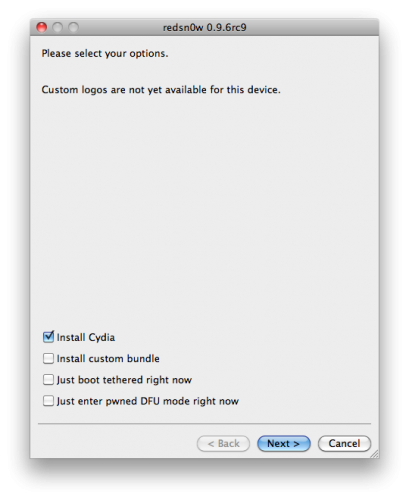 redsn0w 0.9.6rc9
Please select your options.
Custom logos are not yet available for this device.
Install Cydia
Install custom bundle
Just boot tethered right now
Just enter pwned DFU mode right now
< Back
Next >
Cancel